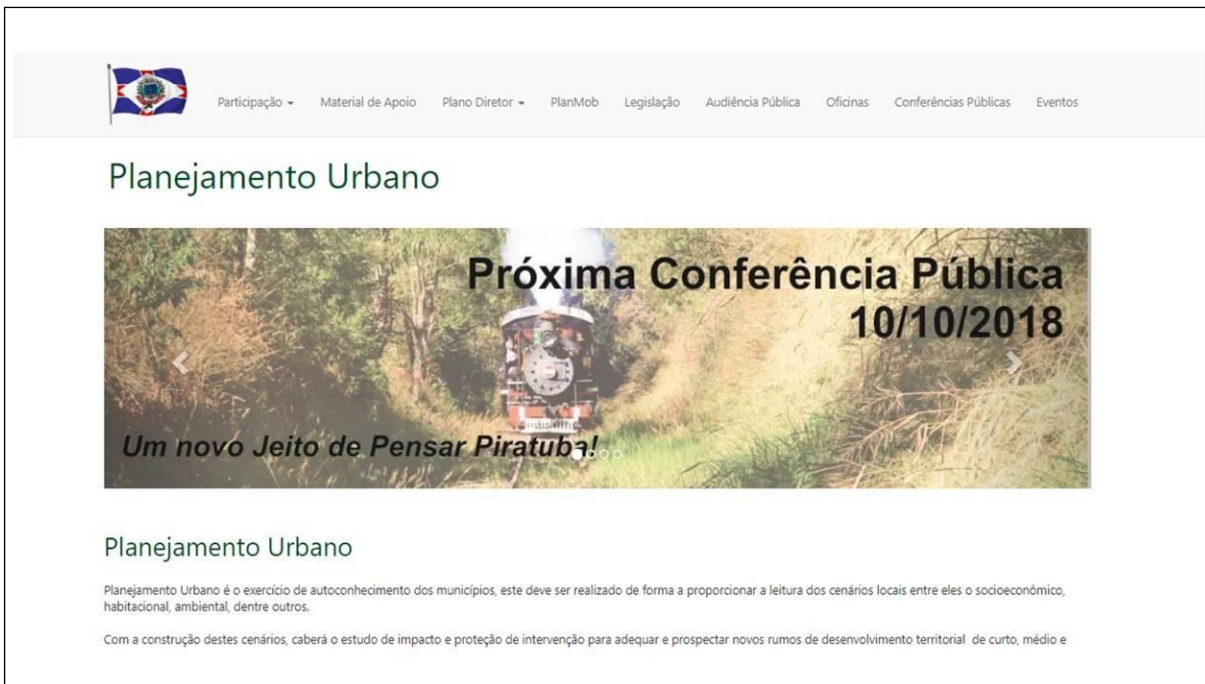 Participação
Material de Apoio
Plano Diretor
PlanMob
Legislação
Audiência Pública
Oficinas
Conferências Públicas
Eventos
Planejamento Urbano
Próxima Conferência Pública
10/10/2018
Um novo Jeito de Pensar Piratuba!
Planejamento Urbano
Planejamento Urbano é o exercício de autoconhecimento dos municípios, este deve ser realizado de forma a proporcionar a leitura dos cenários locais entre eles o socioeconômico,
habitacional, ambiental, dentre outros.
Com a construção destes cenários, caberá o estudo de impacto e proteção de intervenção para adequar e prospectar novos rumos de desenvolvimento territorial de curto, médio e